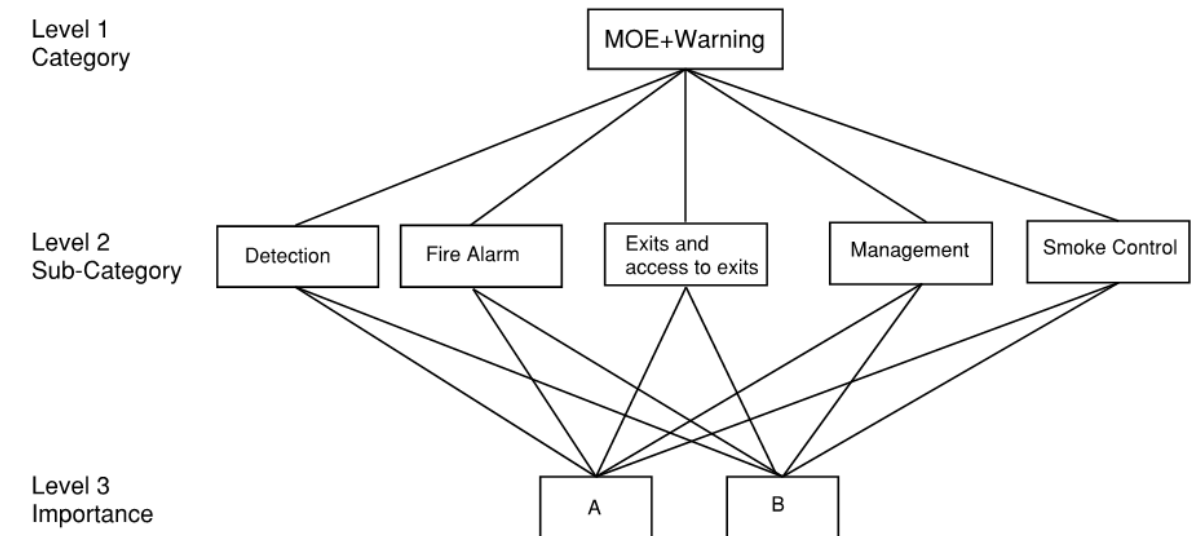 Level 1
Category
MOE+Warning
Level 2
Sub-Category
Detection
Fire Alarm
Exits and
access to exits
Management
Smoke Control
Level 3
Importance
A
B